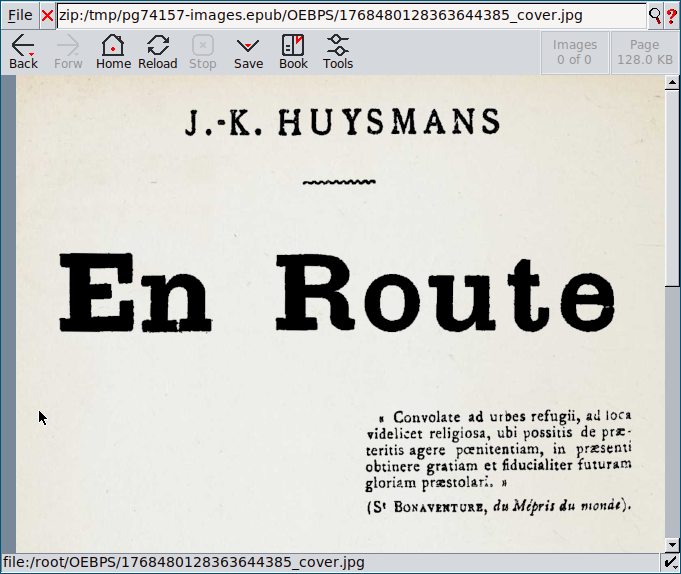 File zip:/tmp/pg74157-images.epub/OEBPS/1768480128363644385_cover.jpg
Back Forw Home Reload Stop Save Book Tools
Images Page
0 of 0 128.0 KB
J.-K. HUYSMANS
En Route
« Convolate ad urbes refugii, ad loca
videlicet religiosa, ubi possitis de præ-
teritis agere pœnitentiam, in præsenti
obtinere gratiam et fiducialiter futuram
gloriam præstolari. »
(St BONAVENTURE, du Mépris du monde).
file:/root/OEBPS/1768480128363644385_cover.jpg